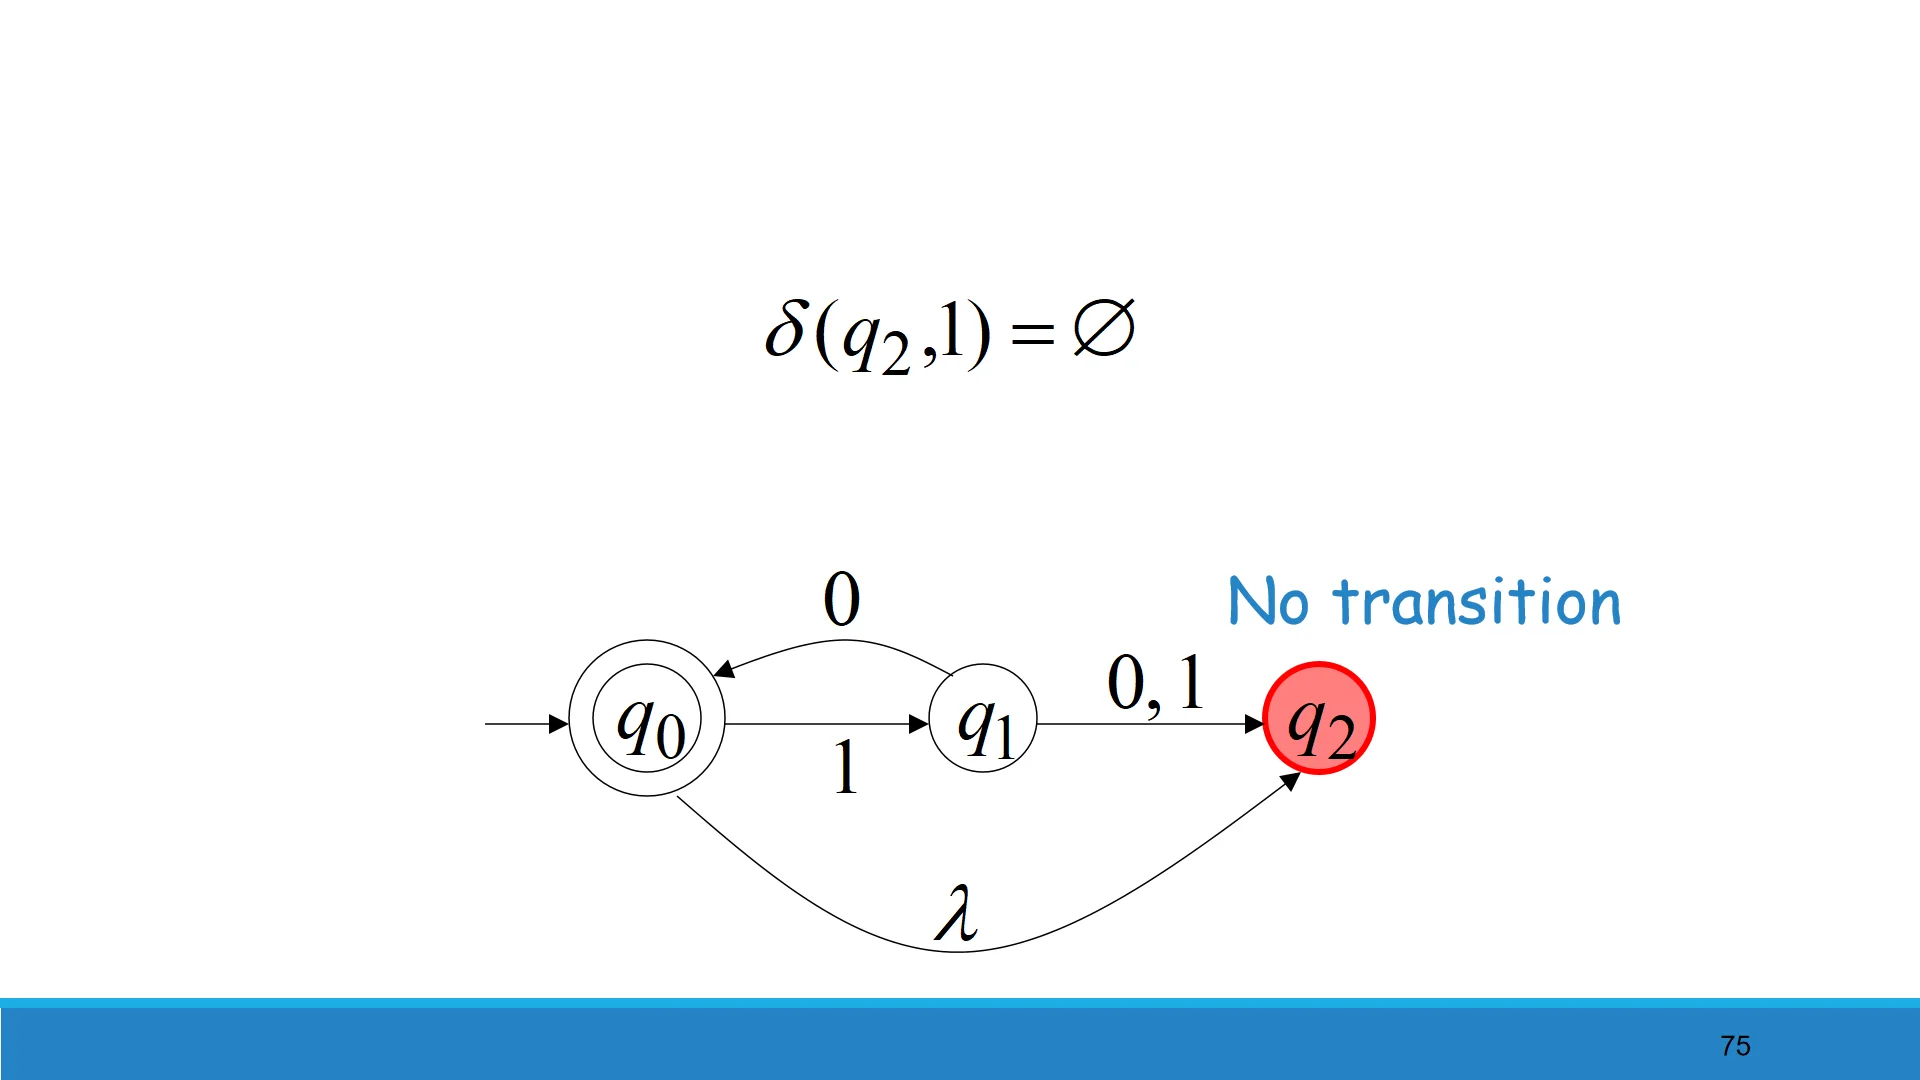 δ(q₂,1) = ∅
0
No transition
0, 1
q₀
q₁
q₂
1
λ
75